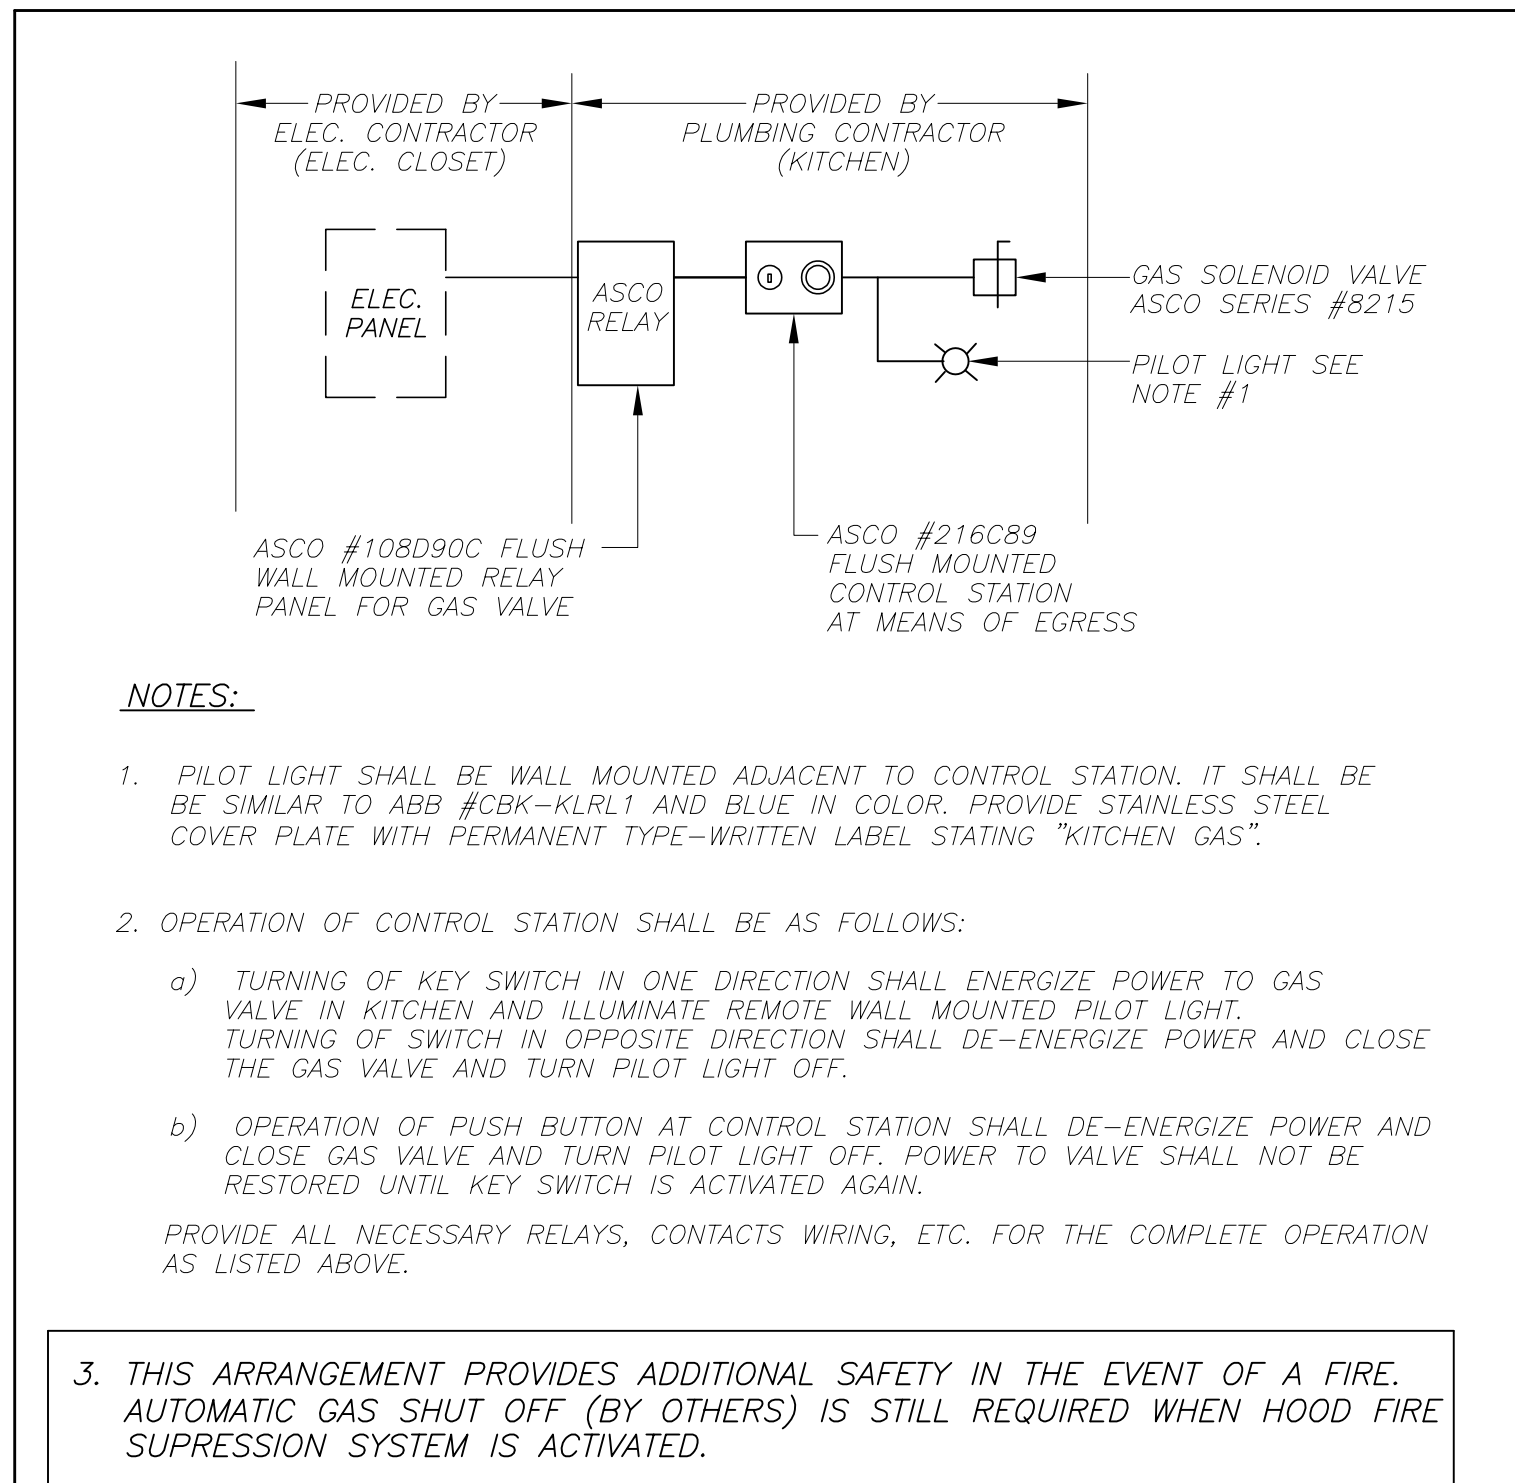 PROVIDED BY
ELEC. CONTRACTOR
(ELEC. CLOSET)
PROVIDED BY
PLUMBING CONTRACTOR
(KITCHEN)
ELEC.
PANEL
ASCO
RELAY
GAS SOLENOID VALVE
ASCO SERIES #8215
PILOT LIGHT SEE
NOTE #1
ASCO #108D90C FLUSH
WALL MOUNTED RELAY
PANEL FOR GAS VALVE
ASCO #216C89
FLUSH MOUNTED
CONTROL STATION
AT MEANS OF EGRESS
NOTES:
1. PILOT LIGHT SHALL BE WALL MOUNTED ADJACENT TO CONTROL STATION. IT SHALL BE
BE SIMILAR TO ABB #CBK-KLRL1 AND BLUE IN COLOR. PROVIDE STAINLESS STEEL
COVER PLATE WITH PERMANENT TYPE-WRITTEN LABEL STATING "KITCHEN GAS".
2. OPERATION OF CONTROL STATION SHALL BE AS FOLLOWS:
a) TURNING OF KEY SWITCH IN ONE DIRECTION SHALL ENERGIZE POWER TO GAS
VALVE IN KITCHEN AND ILLUMINATE REMOTE WALL MOUNTED PILOT LIGHT.
TURNING OF SWITCH IN OPPOSITE DIRECTION SHALL DE-ENERGIZE POWER AND CLOSE
THE GAS VALVE AND TURN PILOT LIGHT OFF.
b) OPERATION OF PUSH BUTTON AT CONTROL STATION SHALL DE-ENERGIZE POWER AND
CLOSE GAS VALVE AND TURN PILOT LIGHT OFF. POWER TO VALVE SHALL NOT BE
RESTORED UNTIL KEY SWITCH IS ACTIVATED AGAIN.
PROVIDE ALL NECESSARY RELAYS, CONTACTS WIRING, ETC. FOR THE COMPLETE OPERATION
AS LISTED ABOVE.
3. THIS ARRANGEMENT PROVIDES ADDITIONAL SAFETY IN THE EVENT OF A FIRE.
AUTOMATIC GAS SHUT OFF (BY OTHERS) IS STILL REQUIRED WHEN HOOD FIRE
SUPRESSION SYSTEM IS ACTIVATED.